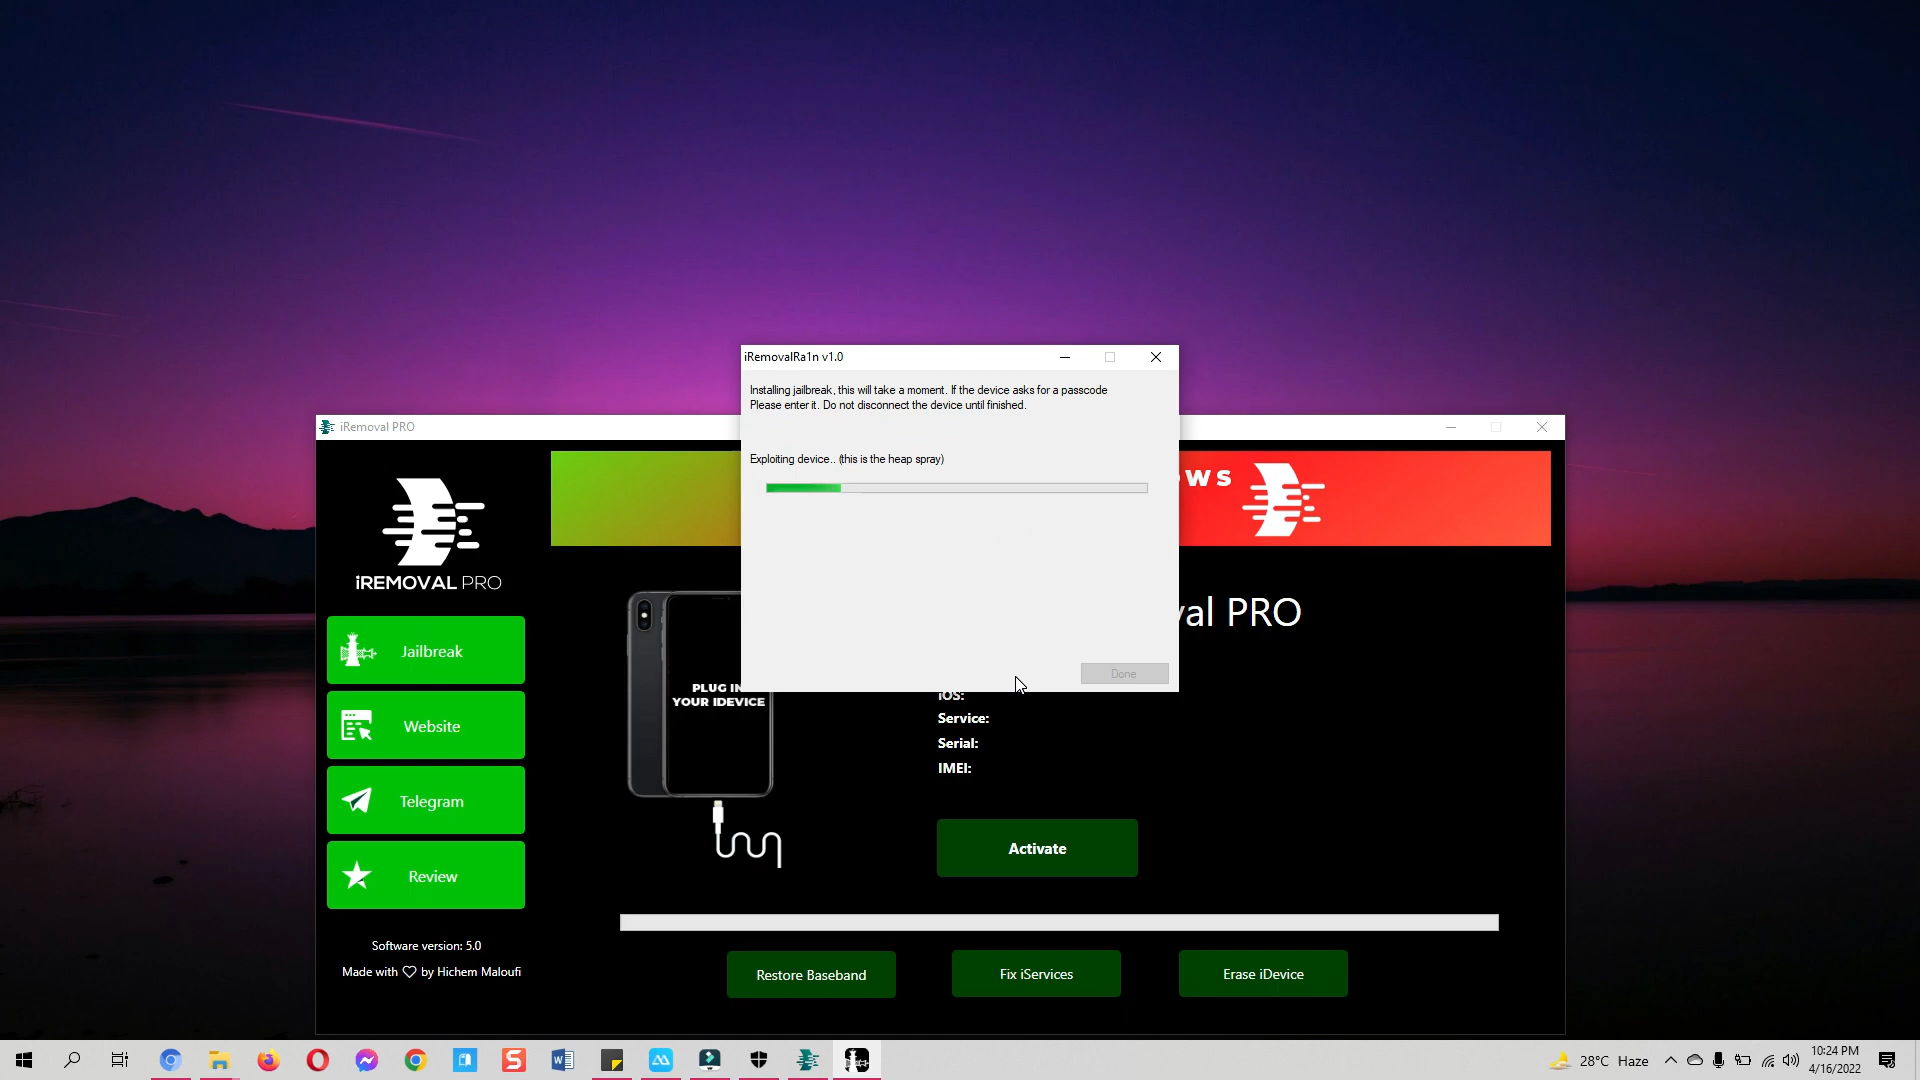 iRemovalRa1n v1.0
Installing jailbreak, this will take a moment. If the device asks for a passcode
Please enter it. Do not disconnect the device until finished.
Exploiting device.. (this is the heap spray)
Done
iRemoval PRO
WS
iREMOVAL PRO
Jailbreak
Website
Telegram
Review
Software version: 5.0
Made with ♡ by Hichem Maloufi
PLUG IN
YOUR IDEVICE
val PRO
iOS:
Service:
Serial:
IMEI:
Activate
Restore Baseband
Fix iServices
Erase iDevice
28°C Haze
10:24 PM
4/16/2022